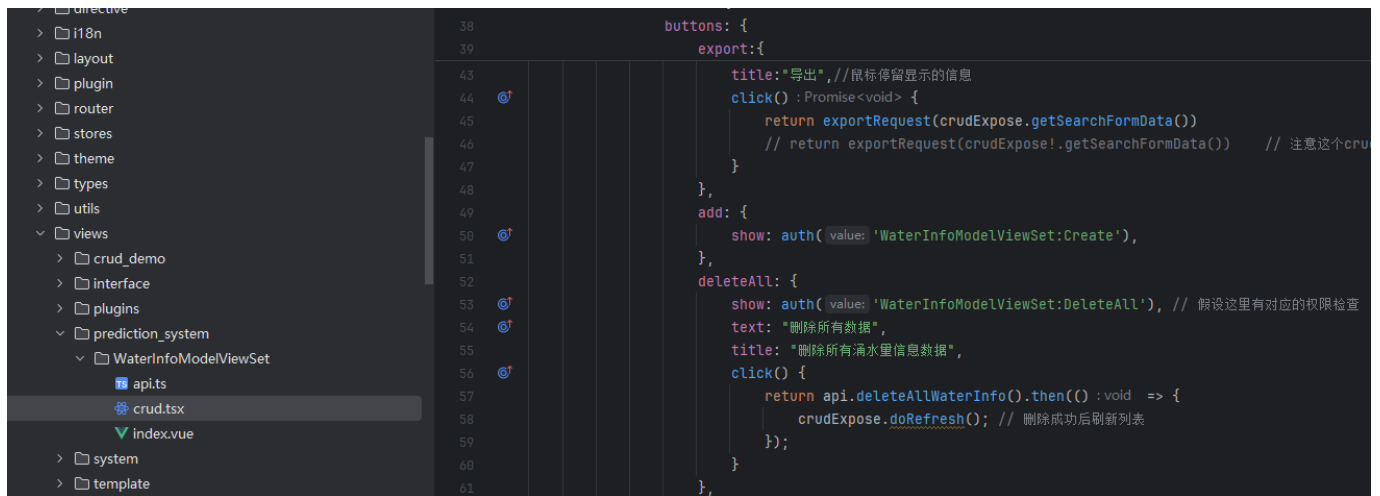 directive
i18n
layout
plugin
router
stores
theme
types
utils
views
crud_demo
interface
plugins
prediction_system
WaterInfoModelViewSet
TS api.ts
crud.tsx
index.vue
system
template
38 buttons: {
39 export:{
43 title:"导出",//鼠标停留显示的信息
44 click() : Promise<void> {
45 return exportRequest(crudExpose.getSearchFormData())
46 // return exportRequest(crudExpose!.getSearchFormData()) // 注意这个cru
47 }
48 },
49 add: {
50 show: auth( value: 'WaterInfoModelViewSet:Create'),
51 },
52 deleteAll: {
53 show: auth( value: 'WaterInfoModelViewSet:DeleteAll'), // 假设这里有对应的权限检查
54 text: "删除所有数据",
55 title: "删除所有涌水量信息数据",
56 click() {
57 return api.deleteAllWaterInfo().then(() : void => {
58 crudExpose.doRefresh(); // 删除成功后刷新列表
59 });
60 }
61 },